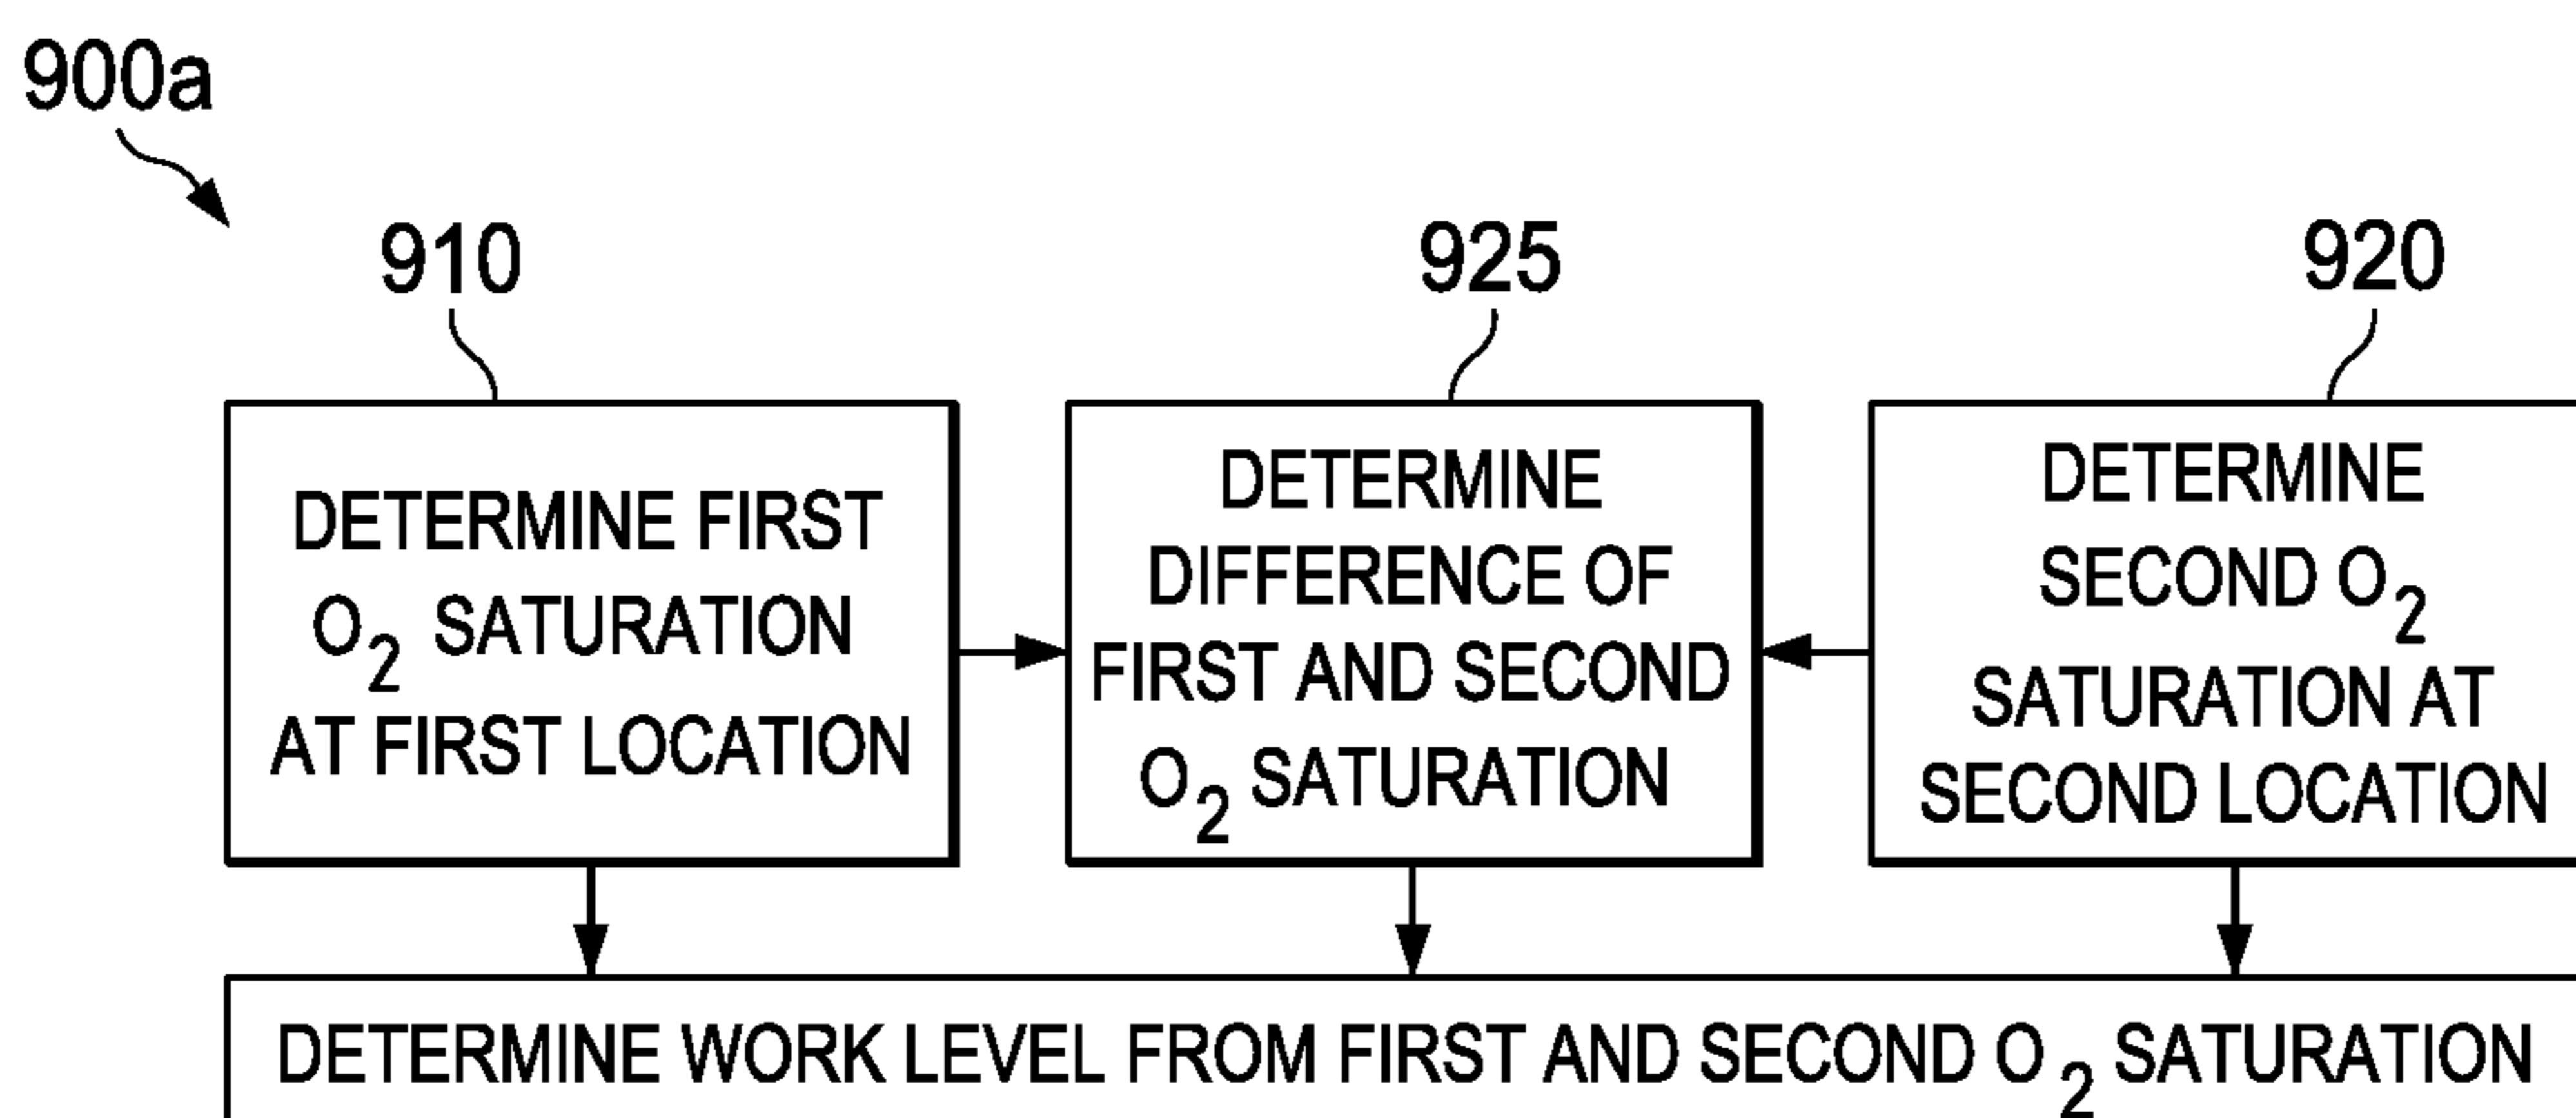 900a
910
925
920
DETERMINE FIRST
O2 SATURATION
AT FIRST LOCATION
DETERMINE
DIFFERENCE OF
FIRST AND SECOND
O2 SATURATION
DETERMINE
SECOND O2
SATURATION AT
SECOND LOCATION
DETERMINE WORK LEVEL FROM FIRST AND SECOND O2 SATURATION